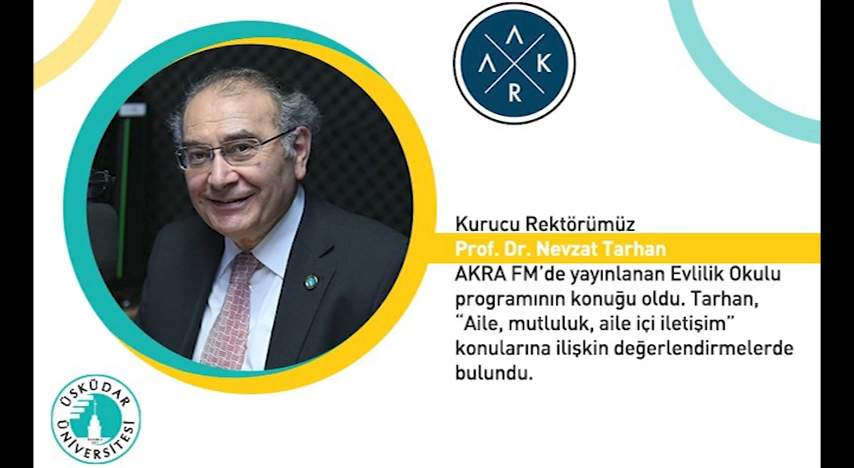 A
A K
R
Kurucu Rektörümüz
Prof. Dr. Nevzat Tarhan
AKRA FM’de yayınlanan Evlilik Okulu
programının konuğu oldu. Tarhan,
“Aile, mutluluk, aile içi iletişim”
konularına ilişkin değerlendirmelerde
bulundu.
ÜSKÜDAR
ÜNİVERSİTESİ